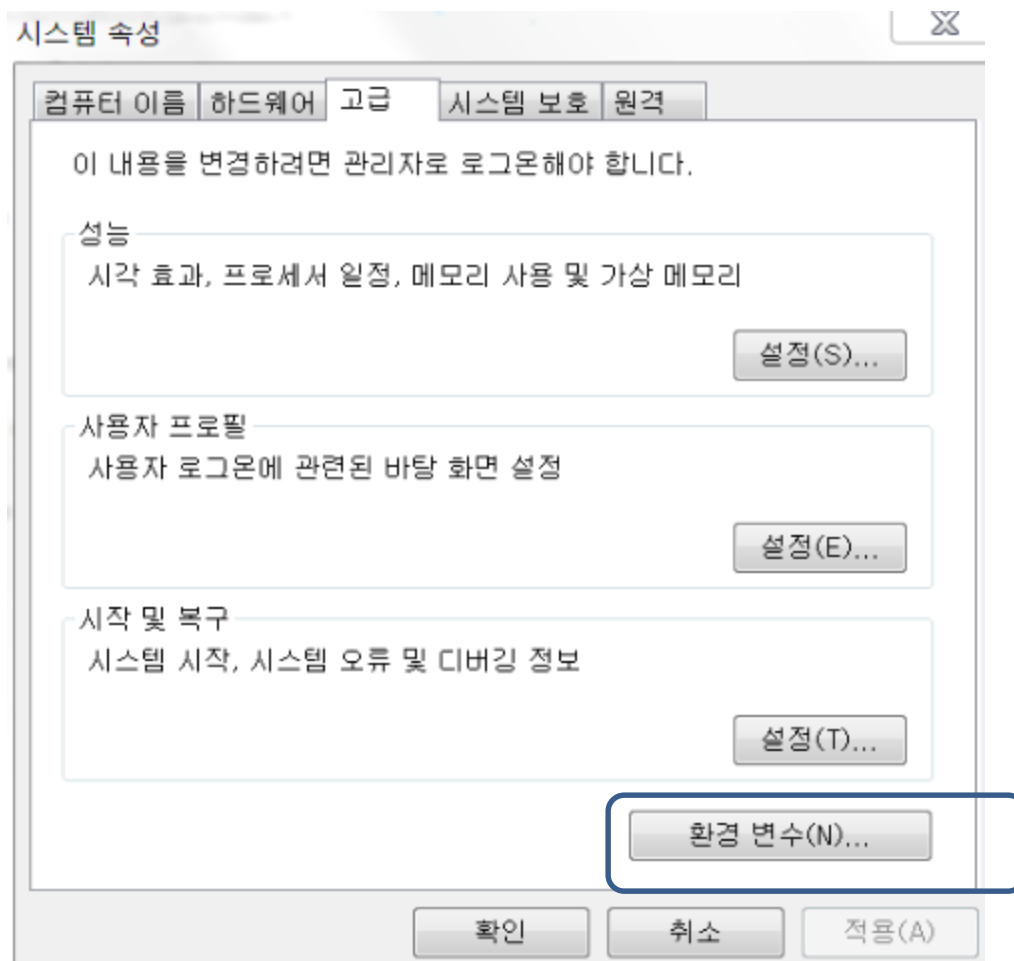 시스템 속성
컴퓨터 이름 하드웨어 고급 시스템 보호 원격
이 내용을 변경하려면 관리자로 로그온해야 합니다.
성능
시각 효과, 프로세서 일정, 메모리 사용 및 가상 메모리
설정(S)...
사용자 프로필
사용자 로그온에 관련된 바탕 화면 설정
설정(E)...
시작 및 복구
시스템 시작, 시스템 오류 및 디버깅 정보
설정(T)...
환경 변수(N)...
확인 취소 적용(A)